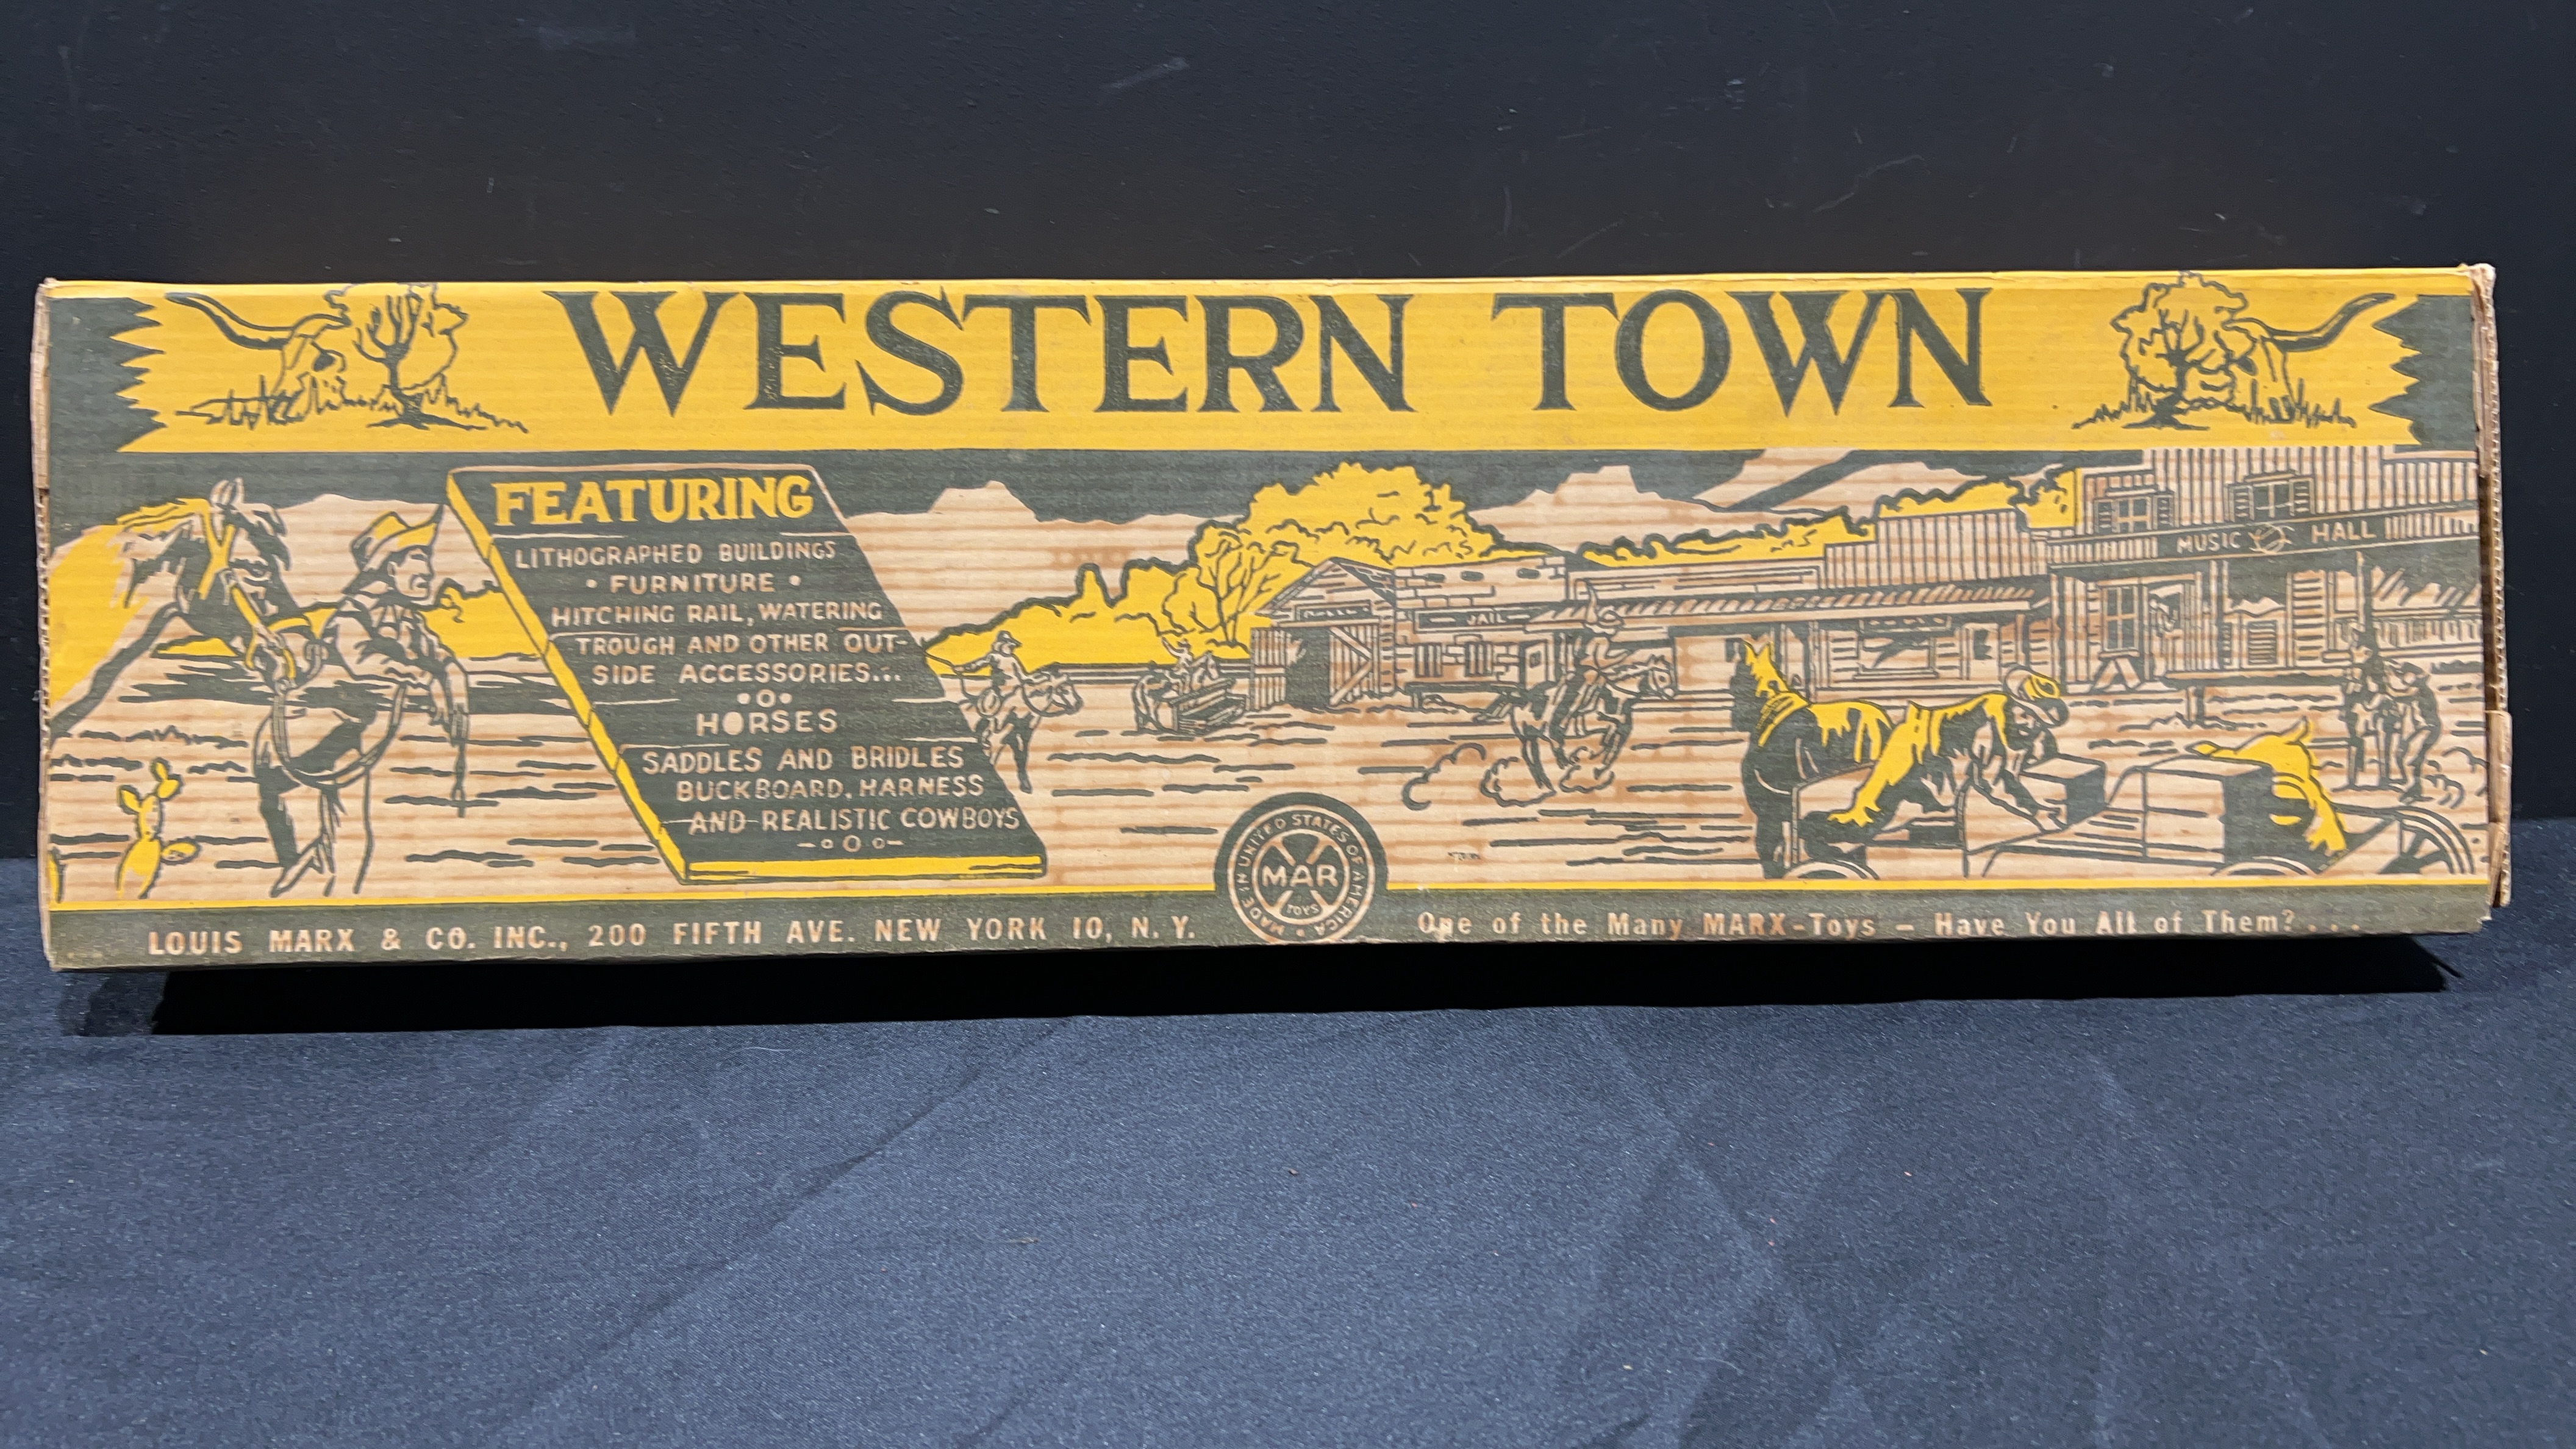 WESTERN TOWN
FEATURING
LITHOGRAPHED BUILDINGS
• FURNITURE •
HITCHING RAIL, WATERING
TROUGH AND OTHER OUT-
SIDE ACCESSORIES...
•O•
HORSES
SADDLES AND BRIDLES
BUCKBOARD, HARNESS
AND REALISTIC COWBOYS
-o O o-
JAIL
MUSIC HALL
MADE IN UNITED STATES OF AMERICA
MAR
TOYS
LOUIS MARX & CO. INC., 200 FIFTH AVE. NEW YORK 10, N. Y.
One of the Many MARX-Toys – Have You All of Them? . . .